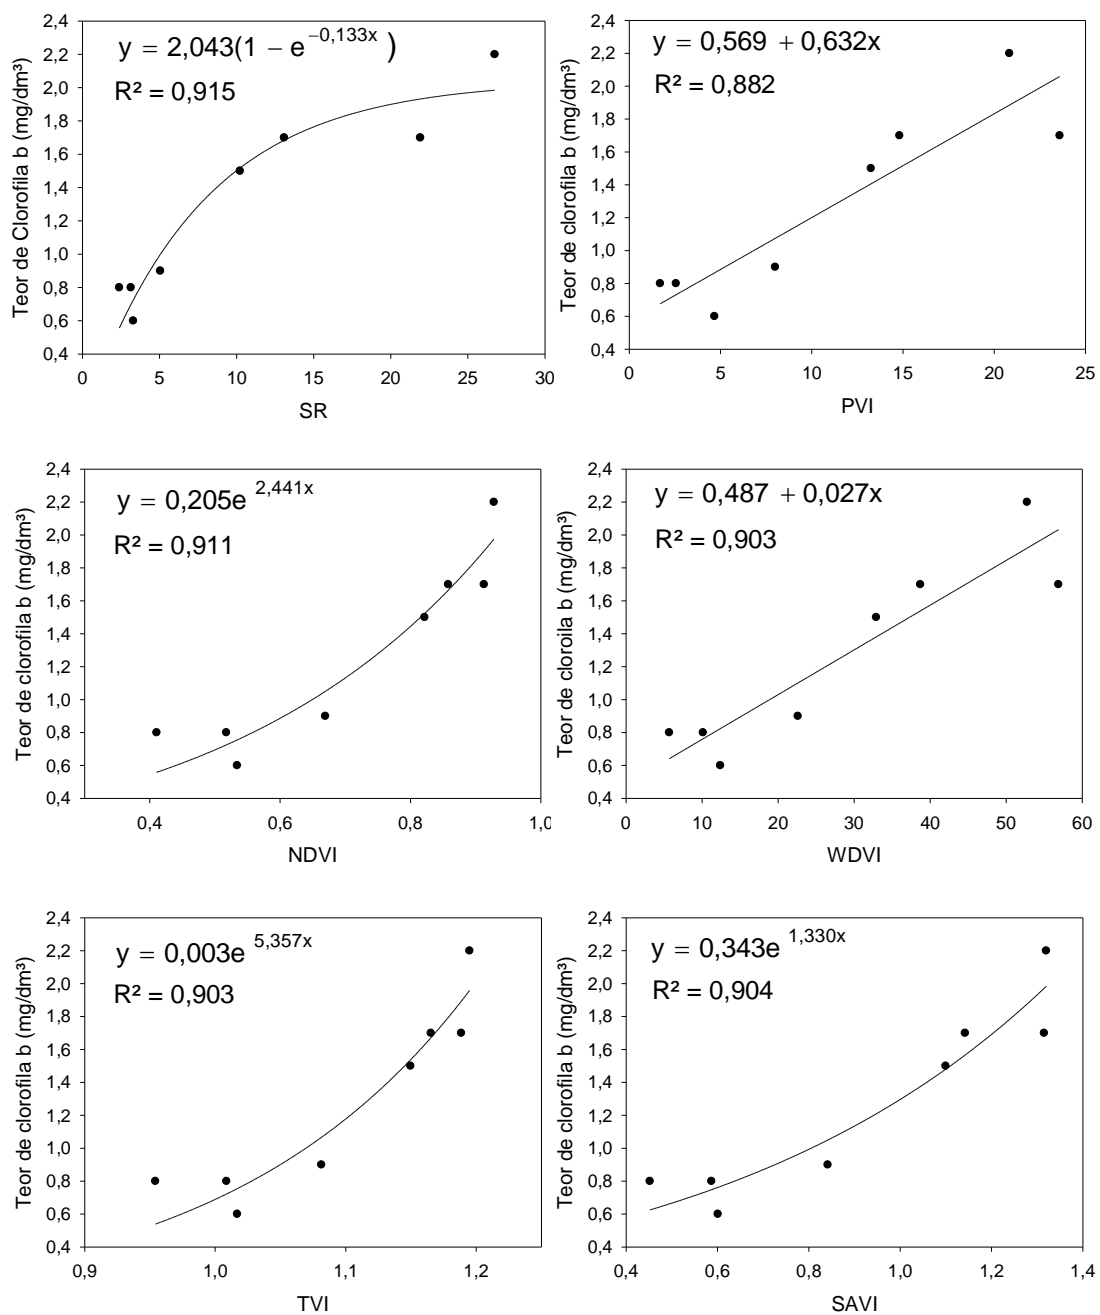 y = 2,043(1 − e^−0,133x )
R² = 0,915
Teor de Clorofila b (mg/dm³)
2,4
2,2
2,0
1,8
1,6
1,4
1,2
1,0
0,8
0,6
0,4
0 5 10 15 20 25 30
SR
y = 0,569 + 0,632x
R² = 0,882
Teor de clorofila b (mg/dm³)
2,4
2,2
2,0
1,8
1,6
1,4
1,2
1,0
0,8
0,6
0,4
0 5 10 15 20 25
PVI
y = 0,205e^2,441x
R² = 0,911
Teor de clorofila b (mg/dm³)
2,4
2,2
2,0
1,8
1,6
1,4
1,2
1,0
0,8
0,6
0,4
0,4 0,6 0,8 1,0
NDVI
y = 0,487 + 0,027x
R² = 0,903
Teor de cloroila b (mg/dm³)
2,4
2,2
2,0
1,8
1,6
1,4
1,2
1,0
0,8
0,6
0,4
0 10 20 30 40 50 60
WDVI
y = 0,003e^5,357x
R² = 0,903
Teor de clorofila b (mg/dm³)
2,4
2,2
2,0
1,8
1,6
1,4
1,2
1,0
0,8
0,6
0,4
0,9 1,0 1,1 1,2
TVI
y = 0,343e^1,330x
R² = 0,904
Teor de clorofila b (mg/dm³)
2,4
2,2
2,0
1,8
1,6
1,4
1,2
1,0
0,8
0,6
0,4
0,4 0,6 0,8 1,0 1,2 1,4
SAVI